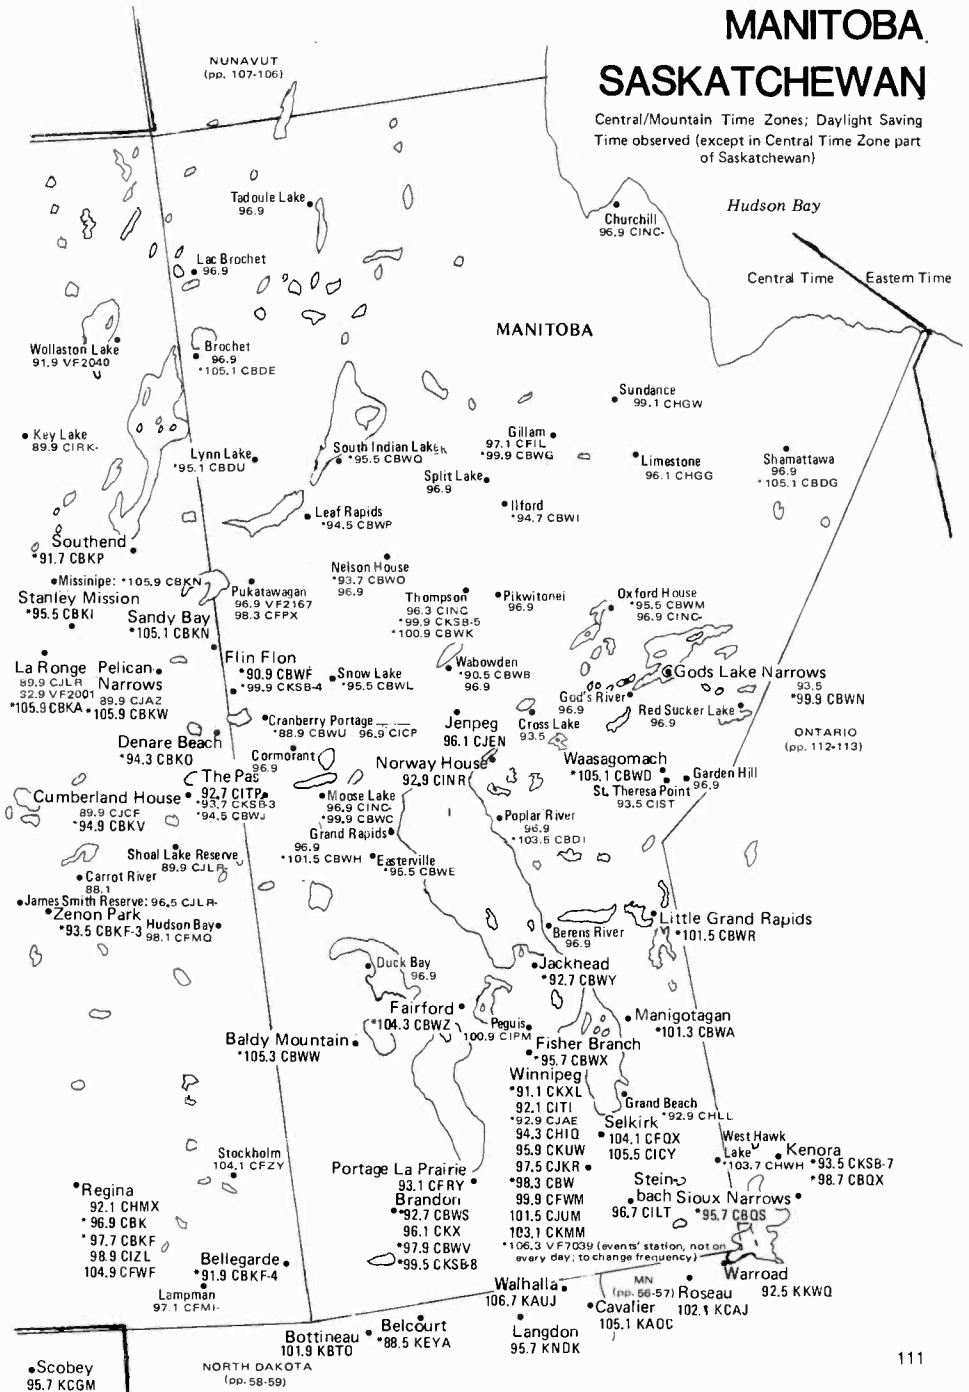 MANITOBA
SASKATCHEWAN
Central/Mountain Time Zones; Daylight Saving
Time observed (except in Central Time Zone part
of Saskatchewan)
NUNAVUT
(pp. 107-106)
Hudson Bay
Central Time
Eastern Time
Tadoule Lake
96.9
Churchill
96.9 CINC-
Lac Brochet
96.9
MANITOBA
Wollaston Lake
91.9 VF2040
Brochet
96.9
*105.1 CBDE
Sundance
99.1 CHGW
Key Lake
89.9 CIRK-
Lynn Lake
*95.1 CBDU
South Indian Lake
*95.5 CBWQ
Gillam
97.1 CFIL
*99.9 CBWG
Split Lake
96.9
Limestone
96.1 CHGG
Shamattawa
96.9
*105.1 CBDG
Leaf Rapids
*94.5 CBWP
Ilford
*94.7 CBWI
Southend
*91.7 CBKP
Missinipe: *105.9 CBKN
Stanley Mission
*95.5 CBKI
Sandy Bay
*105.1 CBKN
Pukatawagan
96.9 VF2167
98.3 CFPX
Nelson House
*93.7 CBWO
96.9
Thompson
96.3 CINC
*99.9 CKSB-5
*100.9 CBWK
Pikwitonei
96.9
Oxford House
*95.5 CBWM
96.9 CINC-
La Ronge
89.9 CJLR
92.9 VF2001
*105.9 CBKA
Pelican
Narrows
89.9 CJAZ
*105.9 CBKW
Flin Flon
*90.9 CBWF
*99.9 CKSB-4
Snow Lake
*95.5 CBWL
Wabowden
*90.5 CBWB
96.9
Gods Lake Narrows
93.5
*99.9 CBWN
God's River
96.9
Red Sucker Lake
96.9
ONTARIO
(pp. 112-113)
Cranberry Portage
*88.9 CBWU 96.9 CICP
Jenpeg
96.1 CJEN
Cross Lake
93.5
Denare Beach
*94.3 CBKO
Cormorant
96.9
Norway House
92.9 CINR
Waasagomach
*105.1 CBWD
St. Theresa Point
93.5 CIST
Garden Hill
96.9
The Pas
92.7 CITP
*93.7 CKSB-3
*94.5 CBWJ
Cumberland House
89.9 CJCF
*94.9 CBKV
Moose Lake
96.9 CINC-
*99.9 CBWC
Grand Rapids
96.9
*101.5 CBWH
Poplar River
96.9
*103.5 CBDI
Shoal Lake Reserve
89.9 CJLR-
Easterville
*95.5 CBWE
Carrot River
88.1
James Smith Reserve: 96.5 CJLR-
Zenon Park
*93.5 CBKF-3
Hudson Bay
98.1 CFMQ
Berens River
96.9
Little Grand Rapids
*101.5 CBWR
Duck Bay
96.9
Jackhead
*92.7 CBWY
Fairford
*104.3 CBWZ
Peguis
100.9 CIPM
Manigotagan
*101.3 CBWA
Baldy Mountain
*105.3 CBWW
Fisher Branch
*95.7 CBWX
Winnipeg
*91.1 CKXL
92.1 CITI
*92.9 CJAE
94.3 CHIQ
95.9 CKUW
97.5 CJKR
*98.3 CBW
99.9 CFWM
101.5 CJUM
103.1 CKMM
*106.3 VF7039 (events' station, not on
every day; to change frequency)
Grand Beach
*92.9 CHLL
Selkirk
104.1 CFQX
105.5 CICY
West Hawk
Lake
*103.7 CHWH
Kenora
*93.5 CKSB-7
*98.7 CBQX
Stockholm
104.1 CFZY
Portage La Prairie
93.1 CFRY
Brandon
*92.7 CBWS
96.1 CKX
*97.9 CBWV
*99.5 CKSB-8
Stein-
bach
96.7 CILT
Sioux Narrows
*95.7 CBQS
Regina
92.1 CHMX
*96.9 CBK
*97.7 CBKF
98.9 CIZL
104.9 CFWF
Bellegarde
*91.9 CBKF-4
Lampman
97.1 CFMI-
Walhalla
106.7 KAUJ
MN
(pp. 56-57)
Roseau
102.1 KCAJ
Warroad
92.5 KKWQ
Cavalier
105.1 KAOC
Bottineau
101.9 KBTO
Belcourt
*88.5 KEYA
Langdon
95.7 KNDK
Scobey
95.7 KCGM
NORTH DAKOTA
(pp. 58-59)
111